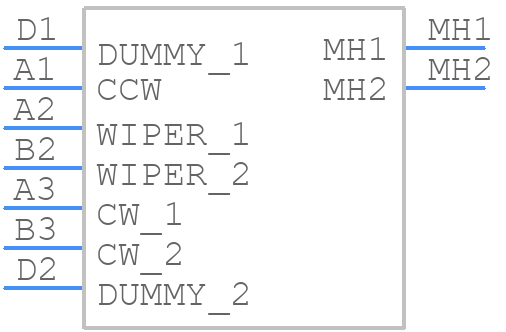 D1 DUMMY_1 MH1 MH1
A1 CCW MH2 MH2
A2 WIPER_1
B2 WIPER_2
A3 CW_1
B3 CW_2
D2 DUMMY_2